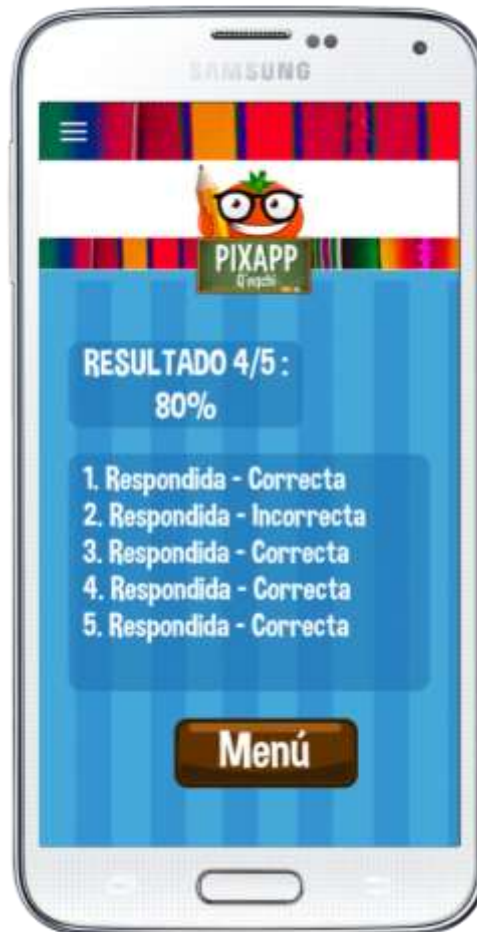 SAMSUNG
PIXAPP
Q'eqchi
RESULTADO 4/5 :
80%
1. Respondida - Correcta
2. Respondida - Incorrecta
3. Respondida - Correcta
4. Respondida - Correcta
5. Respondida - Correcta
Menú